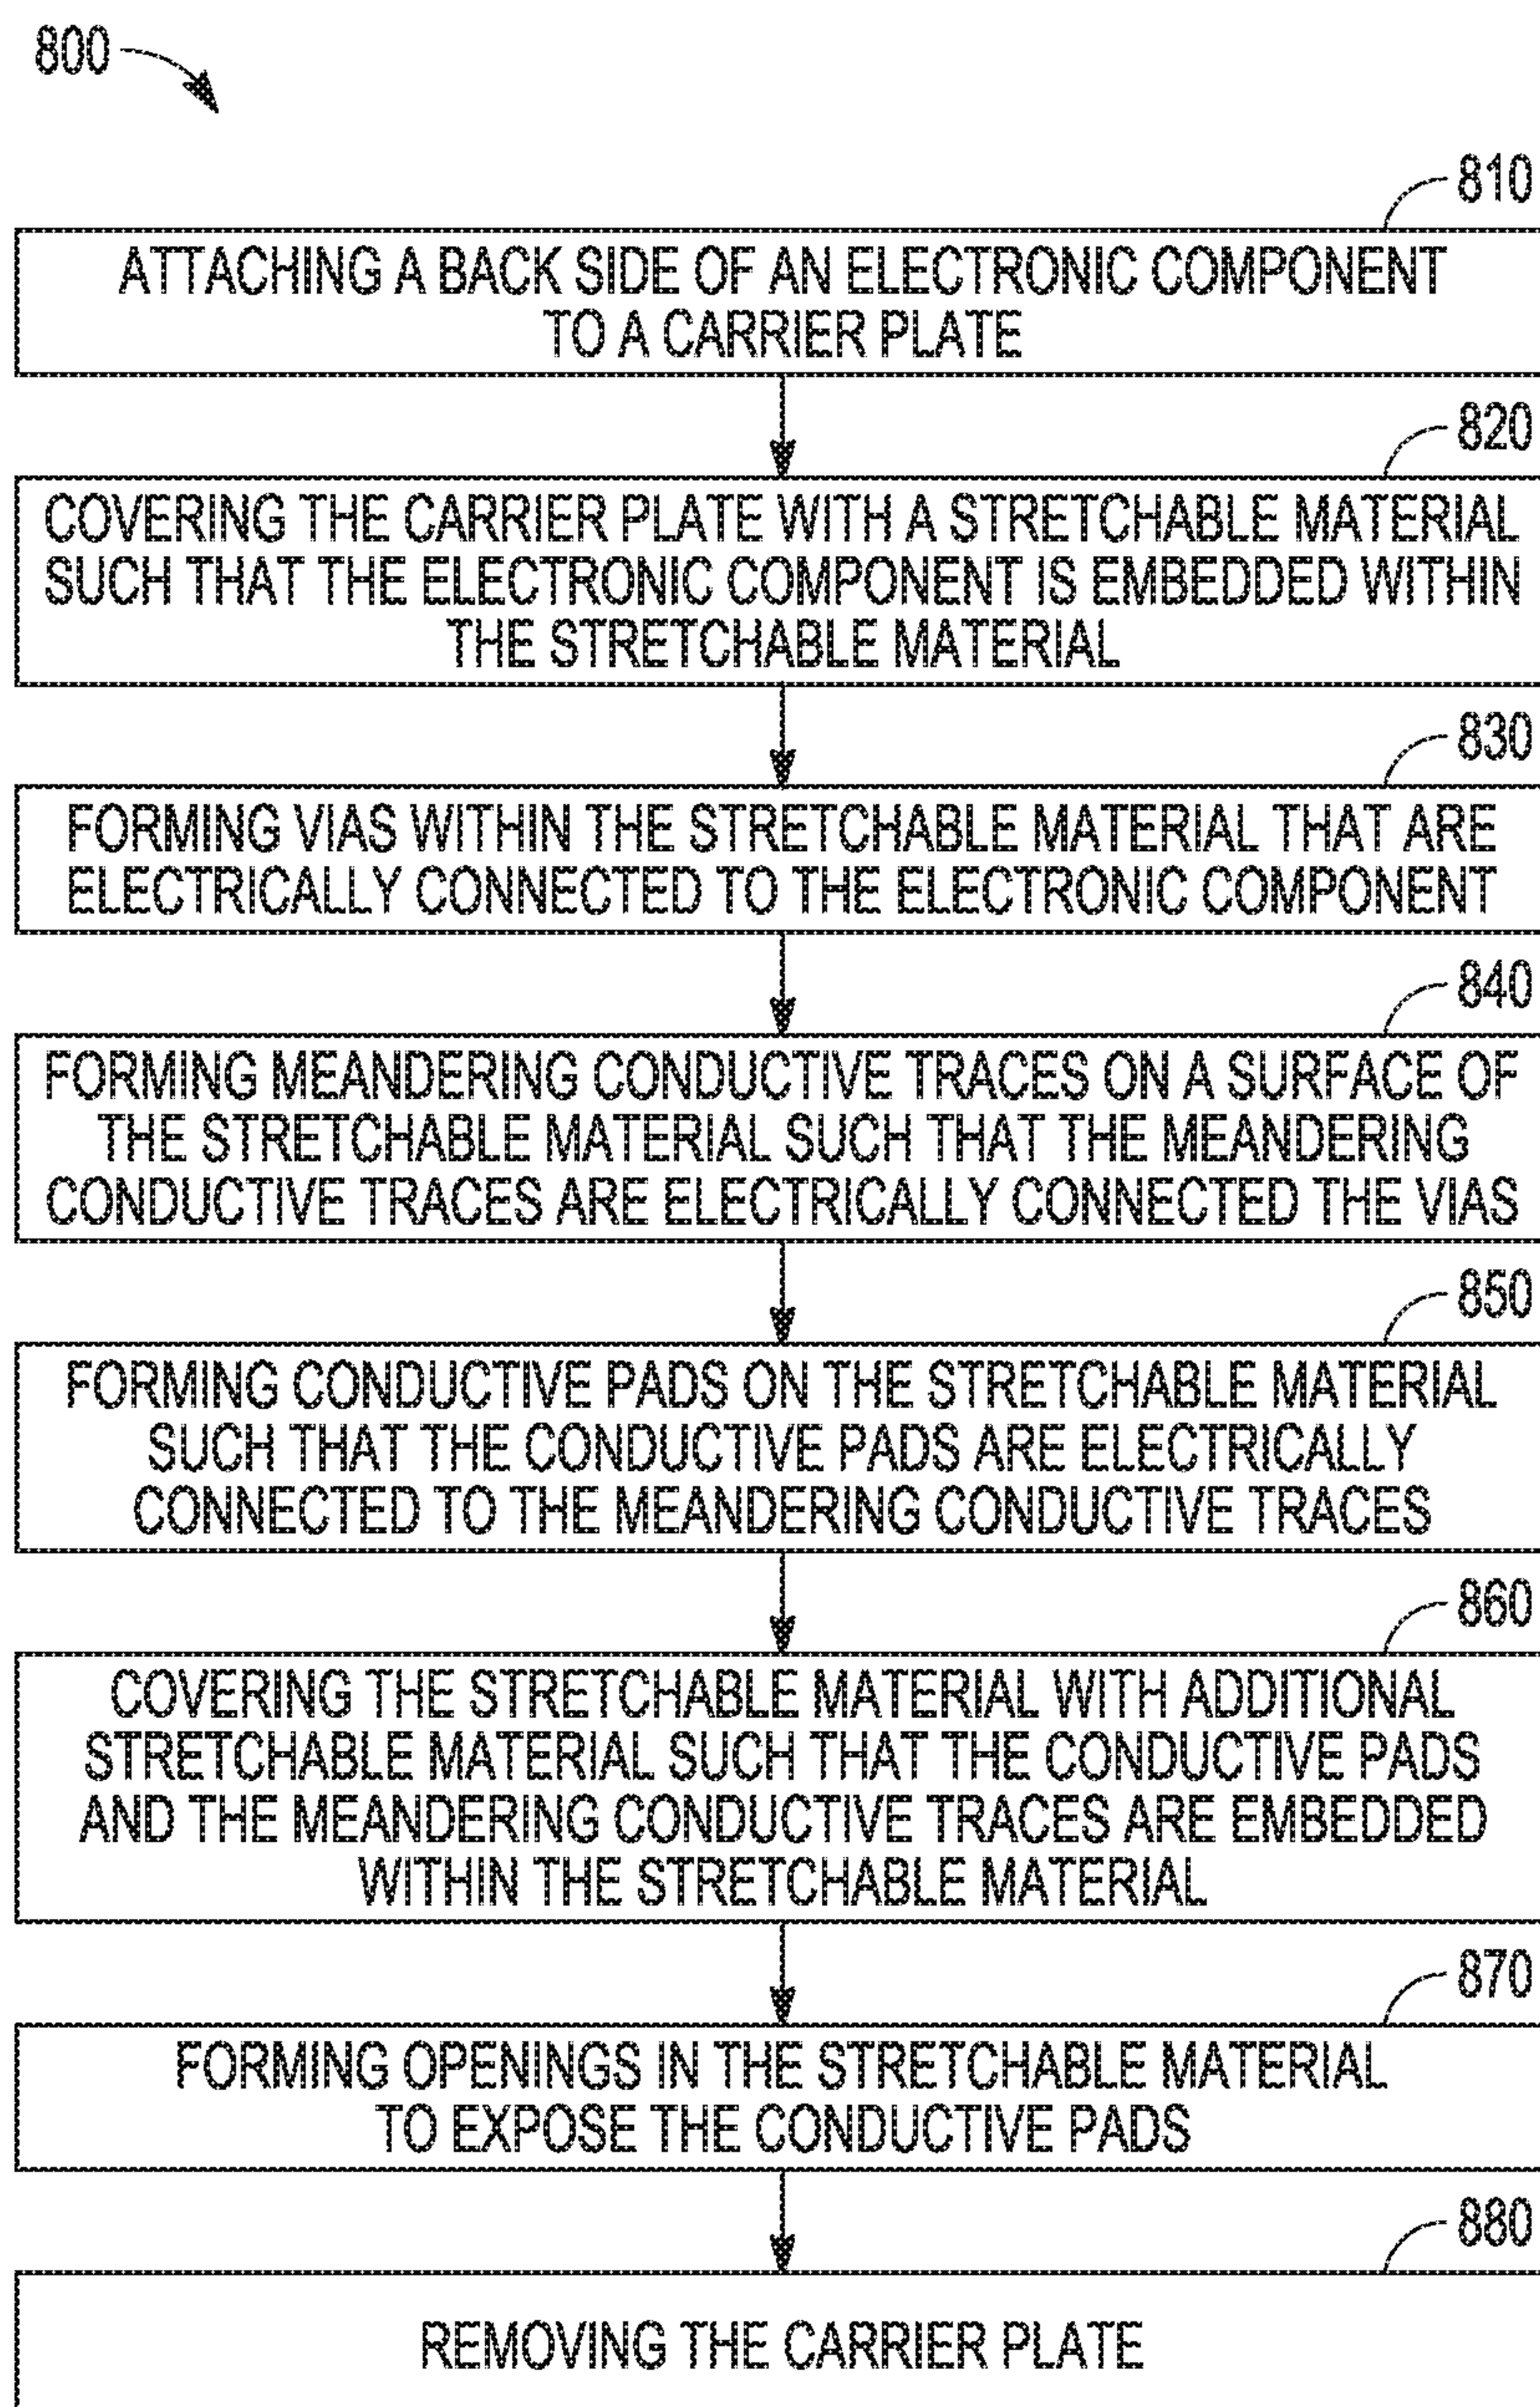 800
810
ATTACHING A BACK SIDE OF AN ELECTRONIC COMPONENT
TO A CARRIER PLATE
820
COVERING THE CARRIER PLATE WITH A STRETCHABLE MATERIAL
SUCH THAT THE ELECTRONIC COMPONENT IS EMBEDDED WITHIN
THE STRETCHABLE MATERIAL
830
FORMING VIAS WITHIN THE STRETCHABLE MATERIAL THAT ARE
ELECTRICALLY CONNECTED TO THE ELECTRONIC COMPONENT
840
FORMING MEANDERING CONDUCTIVE TRACES ON A SURFACE OF
THE STRETCHABLE MATERIAL SUCH THAT THE MEANDERING
CONDUCTIVE TRACES ARE ELECTRICALLY CONNECTED THE VIAS
850
FORMING CONDUCTIVE PADS ON THE STRETCHABLE MATERIAL
SUCH THAT THE CONDUCTIVE PADS ARE ELECTRICALLY
CONNECTED TO THE MEANDERING CONDUCTIVE TRACES
860
COVERING THE STRETCHABLE MATERIAL WITH ADDITIONAL
STRETCHABLE MATERIAL SUCH THAT THE CONDUCTIVE PADS
AND THE MEANDERING CONDUCTIVE TRACES ARE EMBEDDED
WITHIN THE STRETCHABLE MATERIAL
870
FORMING OPENINGS IN THE STRETCHABLE MATERIAL
TO EXPOSE THE CONDUCTIVE PADS
880
REMOVING THE CARRIER PLATE